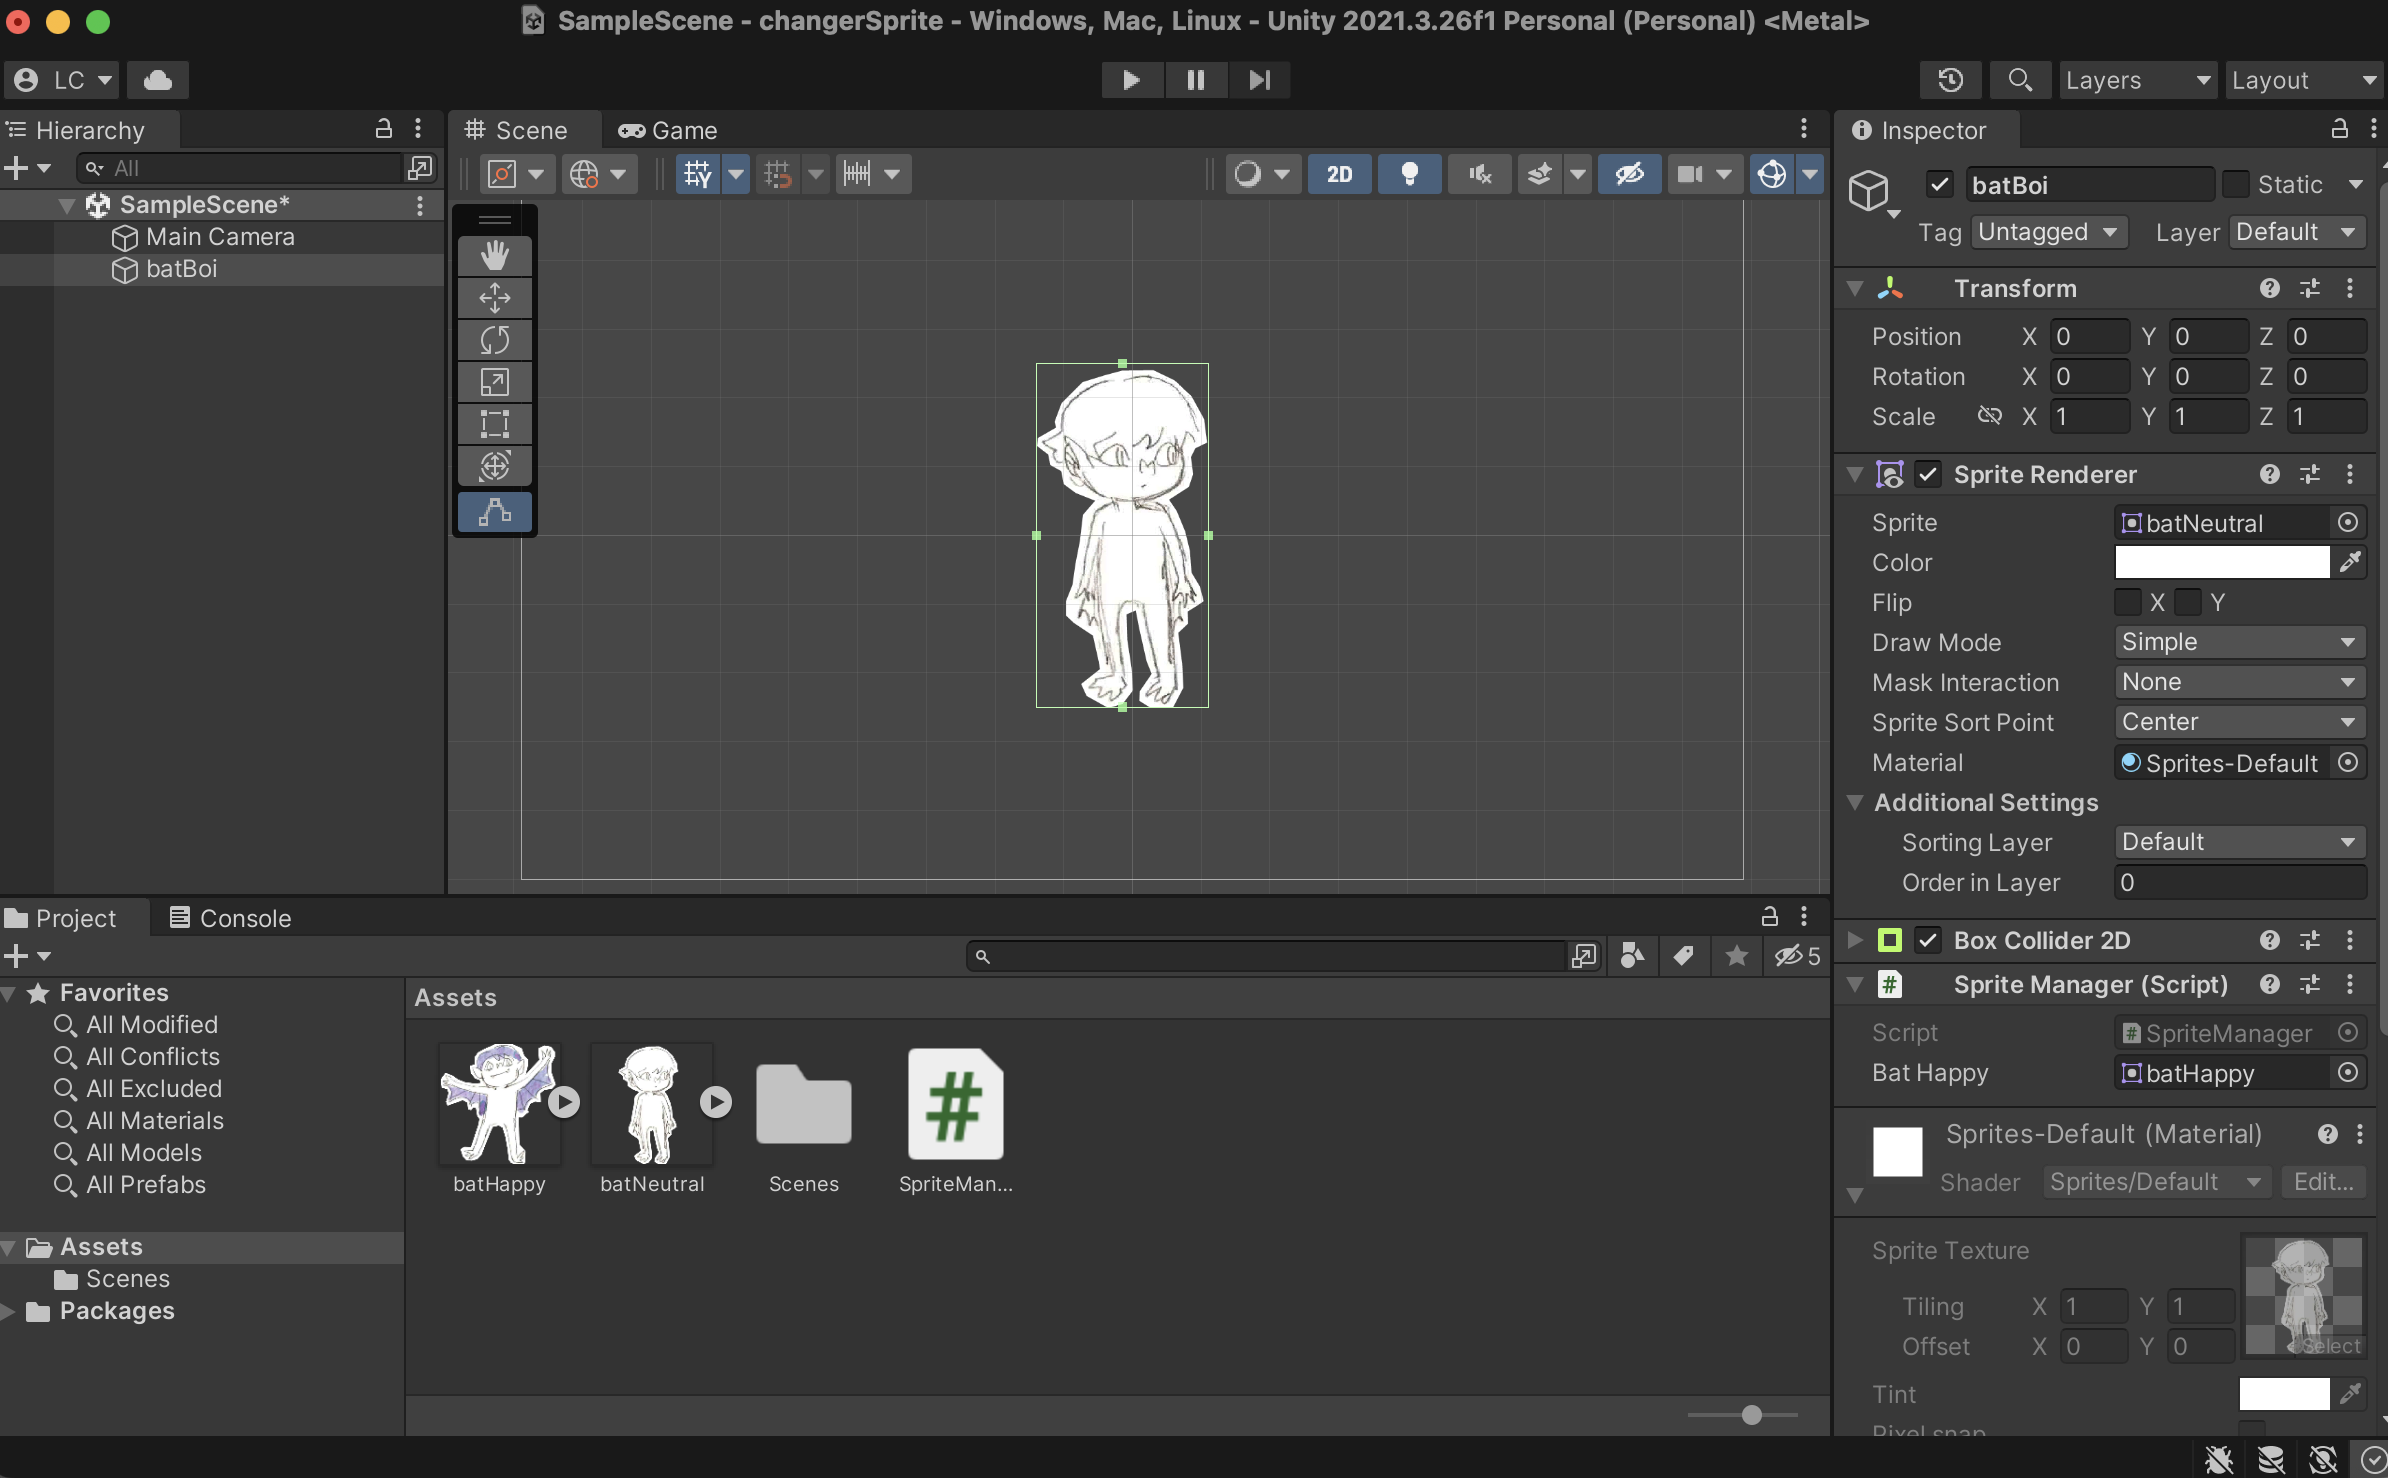 SampleScene - changerSprite - Windows, Mac, Linux - Unity 2021.3.26f1 Personal (Personal) <Metal>
LC
Layers
Layout
Hierarchy
All
SampleScene*
Main Camera
batBoi
Scene
Game
2D
Inspector
batBoi
Static
Tag Untagged Layer Default
Transform
Position X 0 Y 0 Z 0
Rotation X 0 Y 0 Z 0
Scale X 1 Y 1 Z 1
Sprite Renderer
Sprite batNeutral
Color
Flip X Y
Draw Mode Simple
Mask Interaction None
Sprite Sort Point Center
Material Sprites-Default
Additional Settings
Sorting Layer Default
Order in Layer 0
Box Collider 2D
Sprite Manager (Script)
Script # SpriteManager
Bat Happy batHappy
Sprites-Default (Material)
Shader Sprites/Default Edit...
Sprite Texture
Tiling X 1 Y 1
Offset X 0 Y 0
Select
Tint
Pixel snap
Project
Console
5
Favorites
All Modified
All Conflicts
All Excluded
All Materials
All Models
All Prefabs
Assets
Scenes
Packages
Assets
batHappy
batNeutral
Scenes
#
SpriteMan...